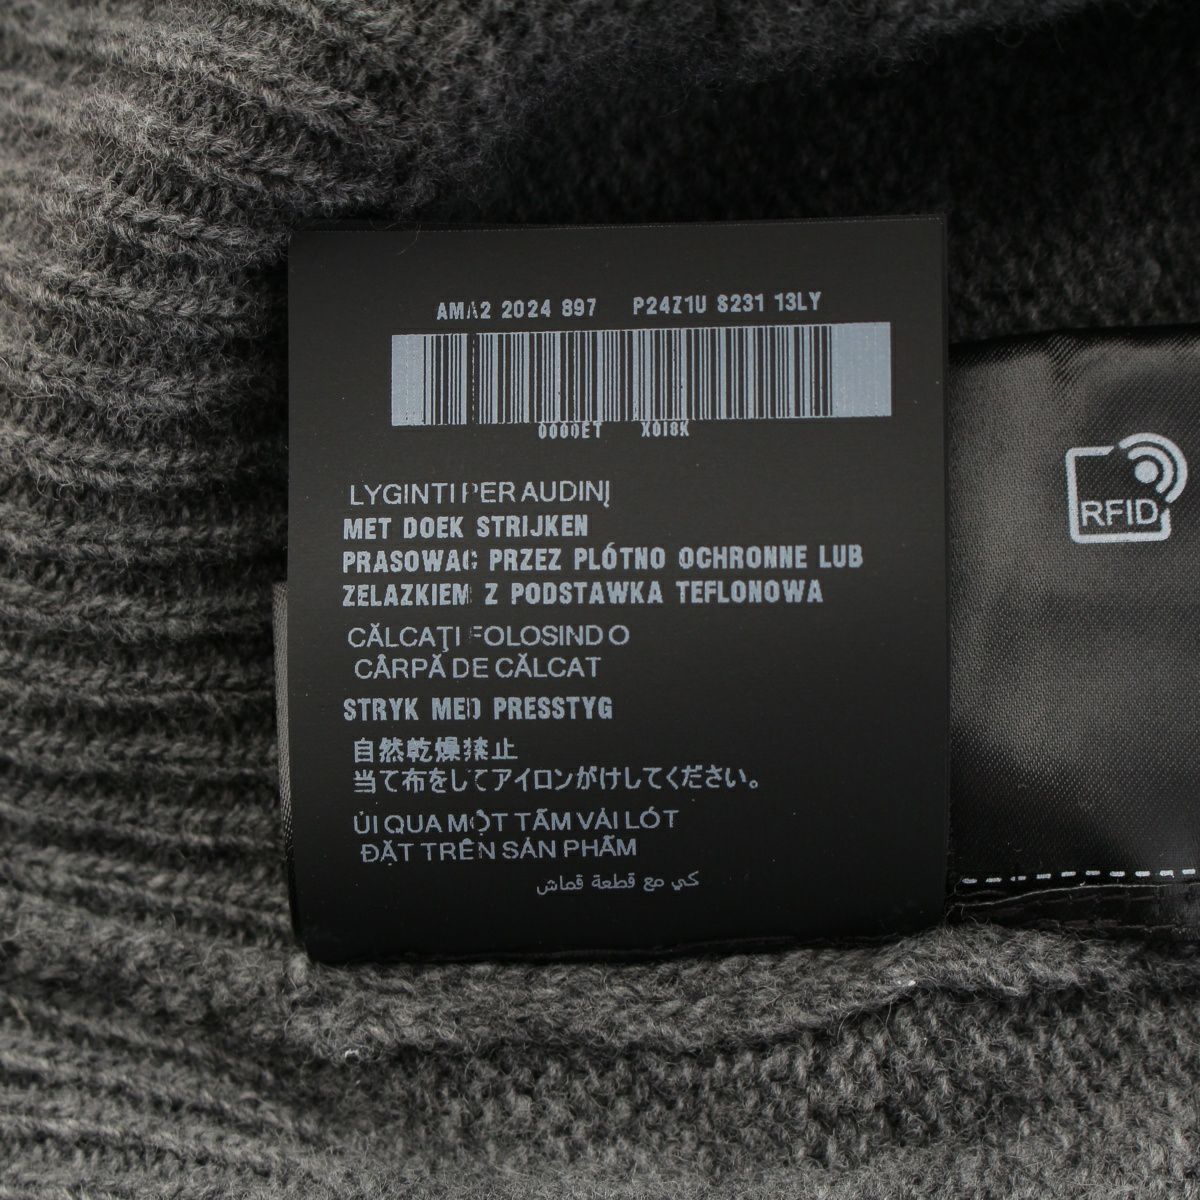 AMA2 2024 897 P24Z1U S231 13LY
0000ET X0I8K
LYGINTI PER AUDINĮ
MET DOEK STRIJKEN
PRASOWAC PRZEZ PLÓTNO OCHRONNE LUB
ZELAZKIEM Z PODSTAWKA TEFLONOWA
CĂLCAŢI FOLOSIND O
CÂRPĂ DE CĂLCAT
STRYK MED PRESSTYG
自然乾燥禁止
当て布をしてアイロンがけしてください。
ỦI QUA MỘT TẤM VẢI LÓT
ĐẶT TRÊN SẢN PHẨM
كي مع قطعة قماش
RFID